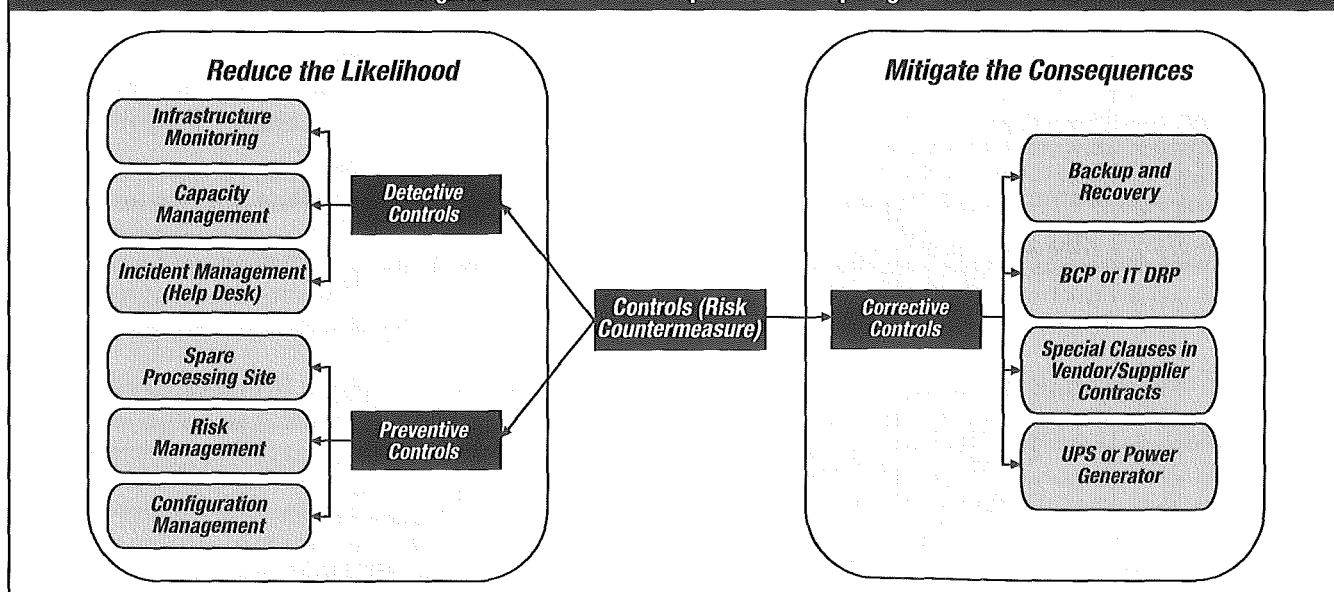 Reduce the Likelihood
Infrastructure
Monitoring
Capacity
Management
Incident Management
(Help Desk)
Detective
Controls
Spare
Processing Site
Risk
Management
Configuration
Management
Preventive
Controls
Controls (Risk
Countermeasure)
Mitigate the Consequences
Corrective
Controls
Backup and
Recovery
BCP or IT DRP
Special Clauses in
Vendor/Supplier
Contracts
UPS or Power
Generator